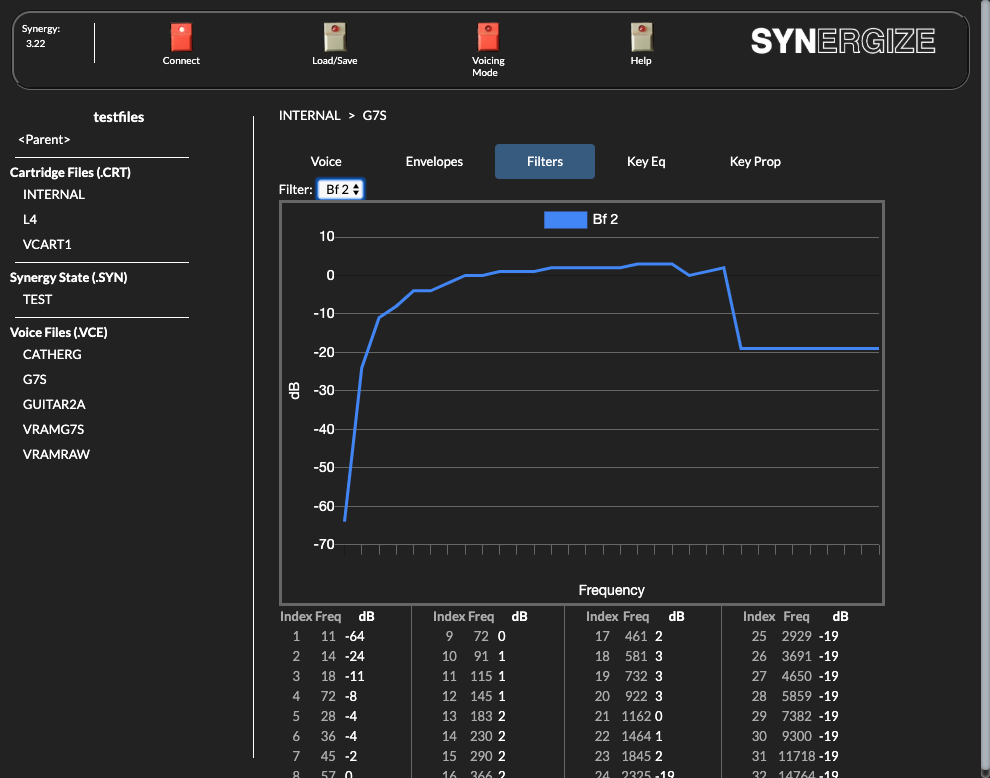 Synergy:
3.22
Connect
Load/Save
Voicing
Mode
Help
SYNERGIZE
testfiles
<Parent>
Cartridge Files (.CRT)
INTERNAL
L4
VCART1
Synergy State (.SYN)
TEST
Voice Files (.VCE)
CATHERG
G7S
GUITAR2A
VRAMG7S
VRAMRAW
INTERNAL > G7S
Voice Envelopes Filters Key Eq Key Prop
Filter: Bf 2
Bf 2
10
0
-10
-20
-30
-40
-50
-60
-70
dB
Frequency
Index Freq dB Index Freq dB Index Freq dB Index Freq dB
1 11 -64 9 72 0 17 461 2 25 2929 -19
2 14 -24 10 91 1 18 581 3 26 3691 -19
3 18 -11 11 115 1 19 732 3 27 4650 -19
4 72 -8 12 145 1 20 922 3 28 5859 -19
5 28 -4 13 183 2 21 1162 0 29 7382 -19
6 36 -4 14 230 2 22 1464 1 30 9300 -19
7 45 -2 15 290 2 23 1845 2 31 11718 -19
8 57 0 16 366 2 24 2325 -19 32 14764 -19